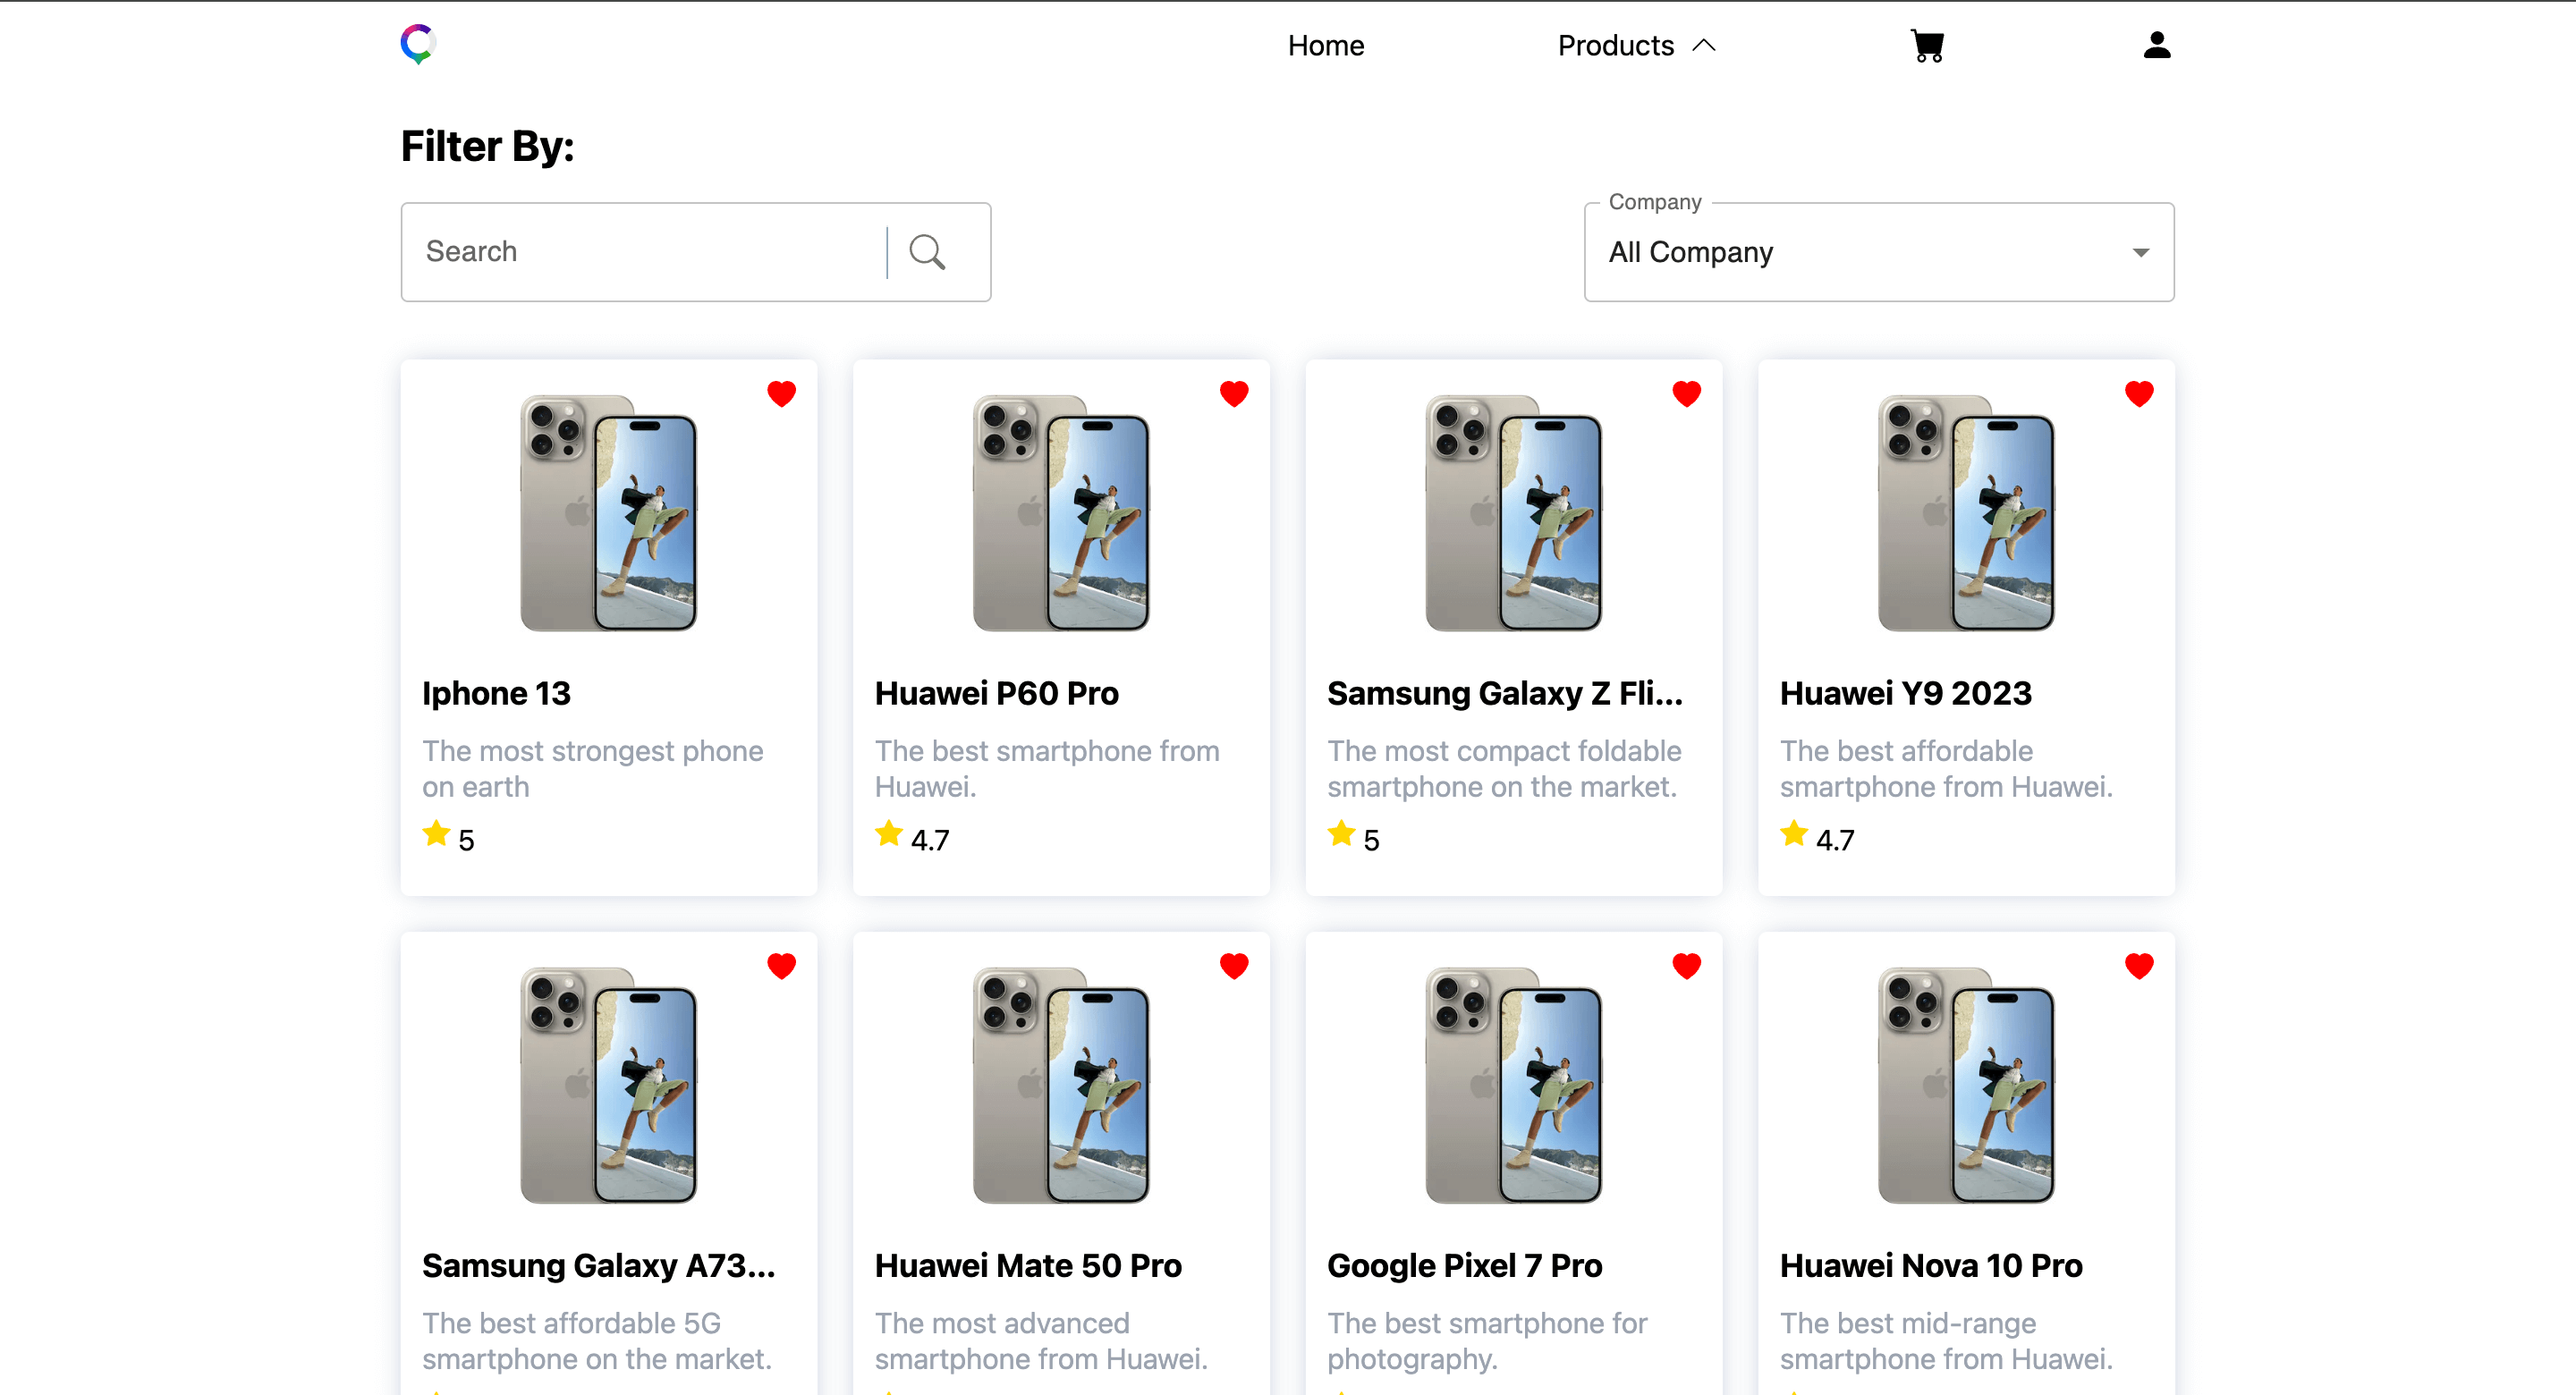 Home
Products
Filter By:
Search
Company
All Company
Iphone 13
The most strongest phone
on earth
5
Huawei P60 Pro
The best smartphone from
Huawei.
4.7
Samsung Galaxy Z Fli...
The most compact foldable
smartphone on the market.
5
Huawei Y9 2023
The best affordable
smartphone from Huawei.
4.7
Samsung Galaxy A73...
The best affordable 5G
smartphone on the market.
Huawei Mate 50 Pro
The most advanced
smartphone from Huawei.
Google Pixel 7 Pro
The best smartphone for
photography.
Huawei Nova 10 Pro
The best mid-range
smartphone from Huawei.